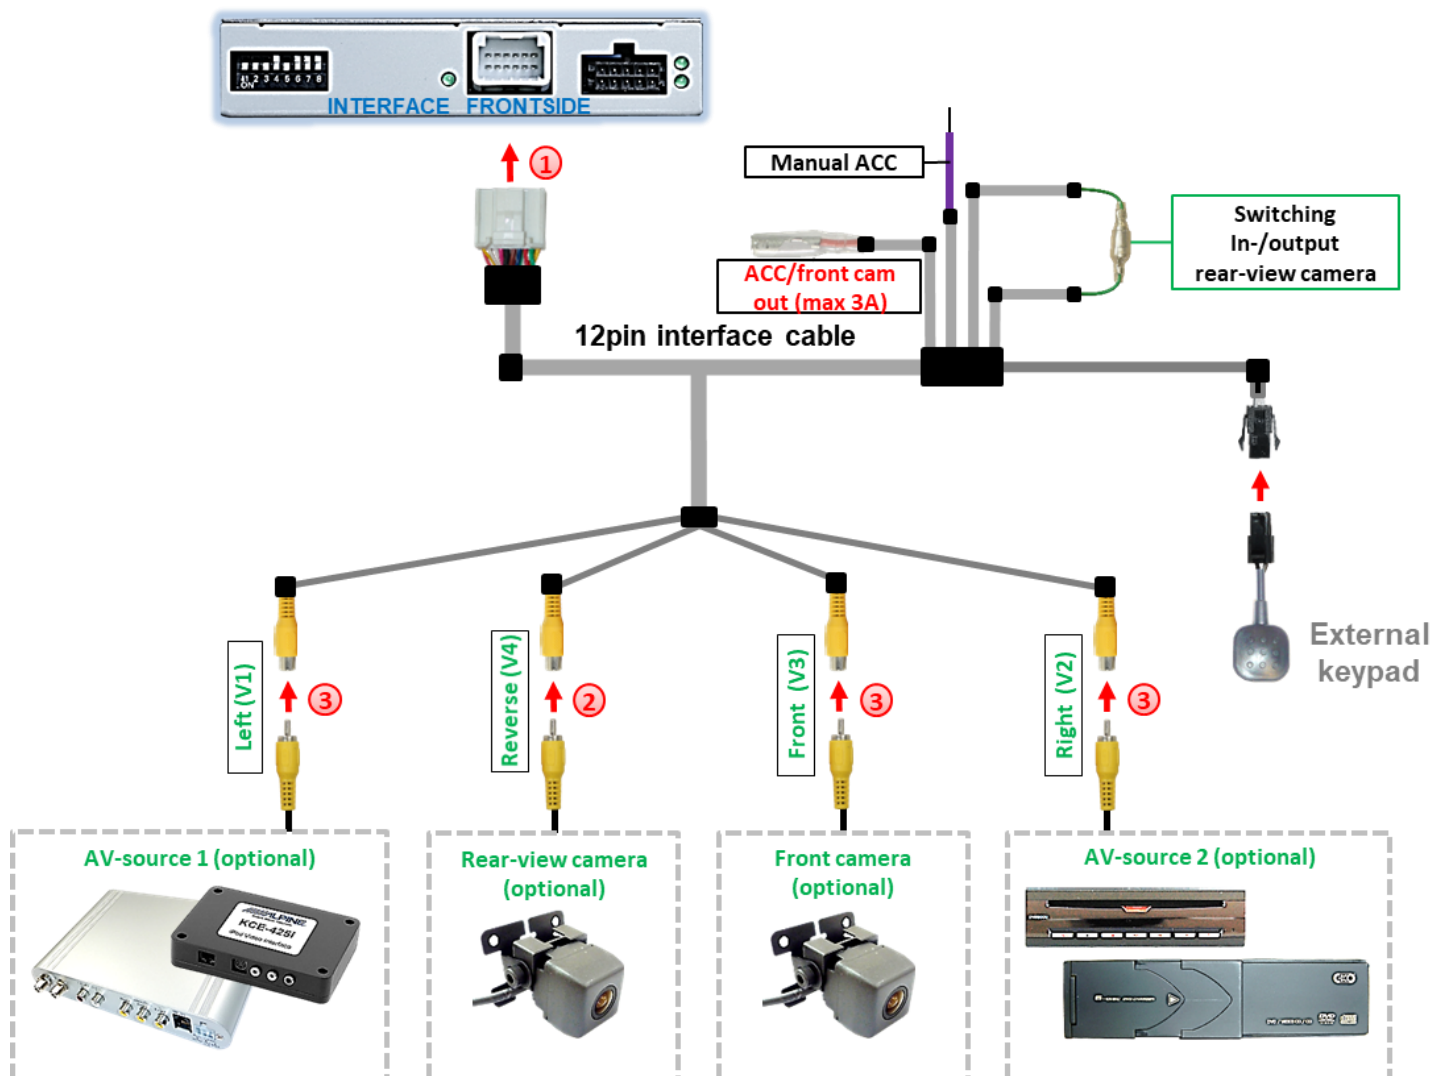 1 2 3 4 5 6 7 8
ON
INTERFACE FRONTSIDE
1
Manual ACC
Switching
In-/output
rear-view camera
ACC/front cam
out (max 3A)
12pin interface cable
External
keypad
Left (V1)
3
Reverse (V4)
2
Front (V3)
3
Right (V2)
3
AV-source 1 (optional)
ALPINE
KCE-425i
iPod Video Interface
Rear-view camera
(optional)
Front camera
(optional)
AV-source 2 (optional)